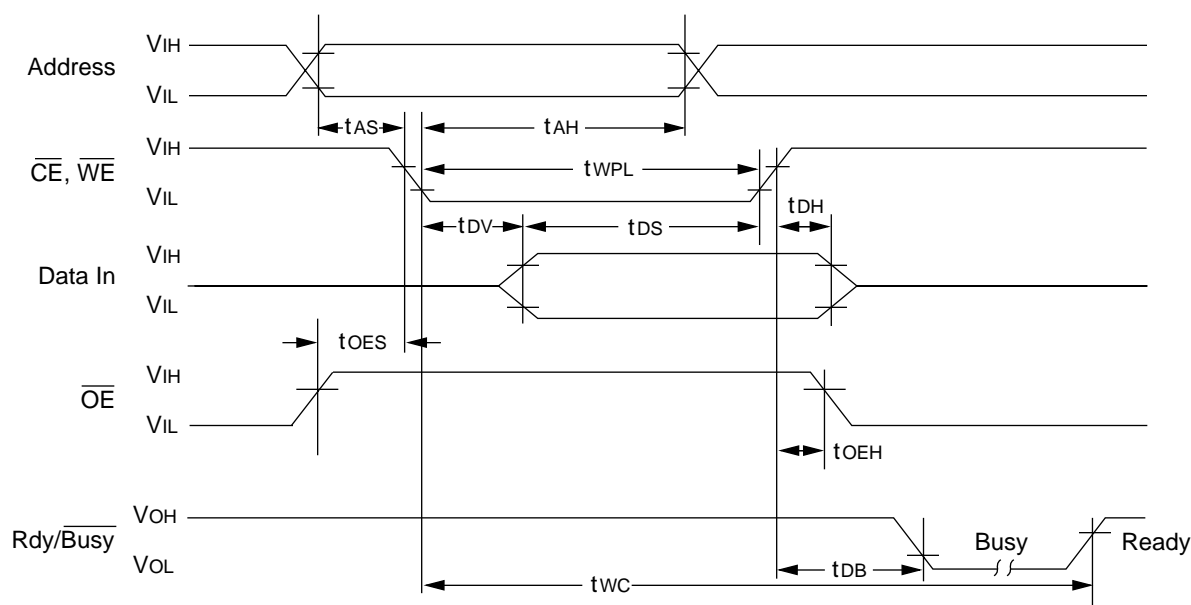 Address VIH
VIL
tAS tAH
CE, WE VIH
VIL
tWPL
tDV tDS tDH
Data In VIH
VIL
tOES
OE VIH
VIL
tOEH
Rdy/Busy VOH
VOL
Busy Ready
tDB
tWC